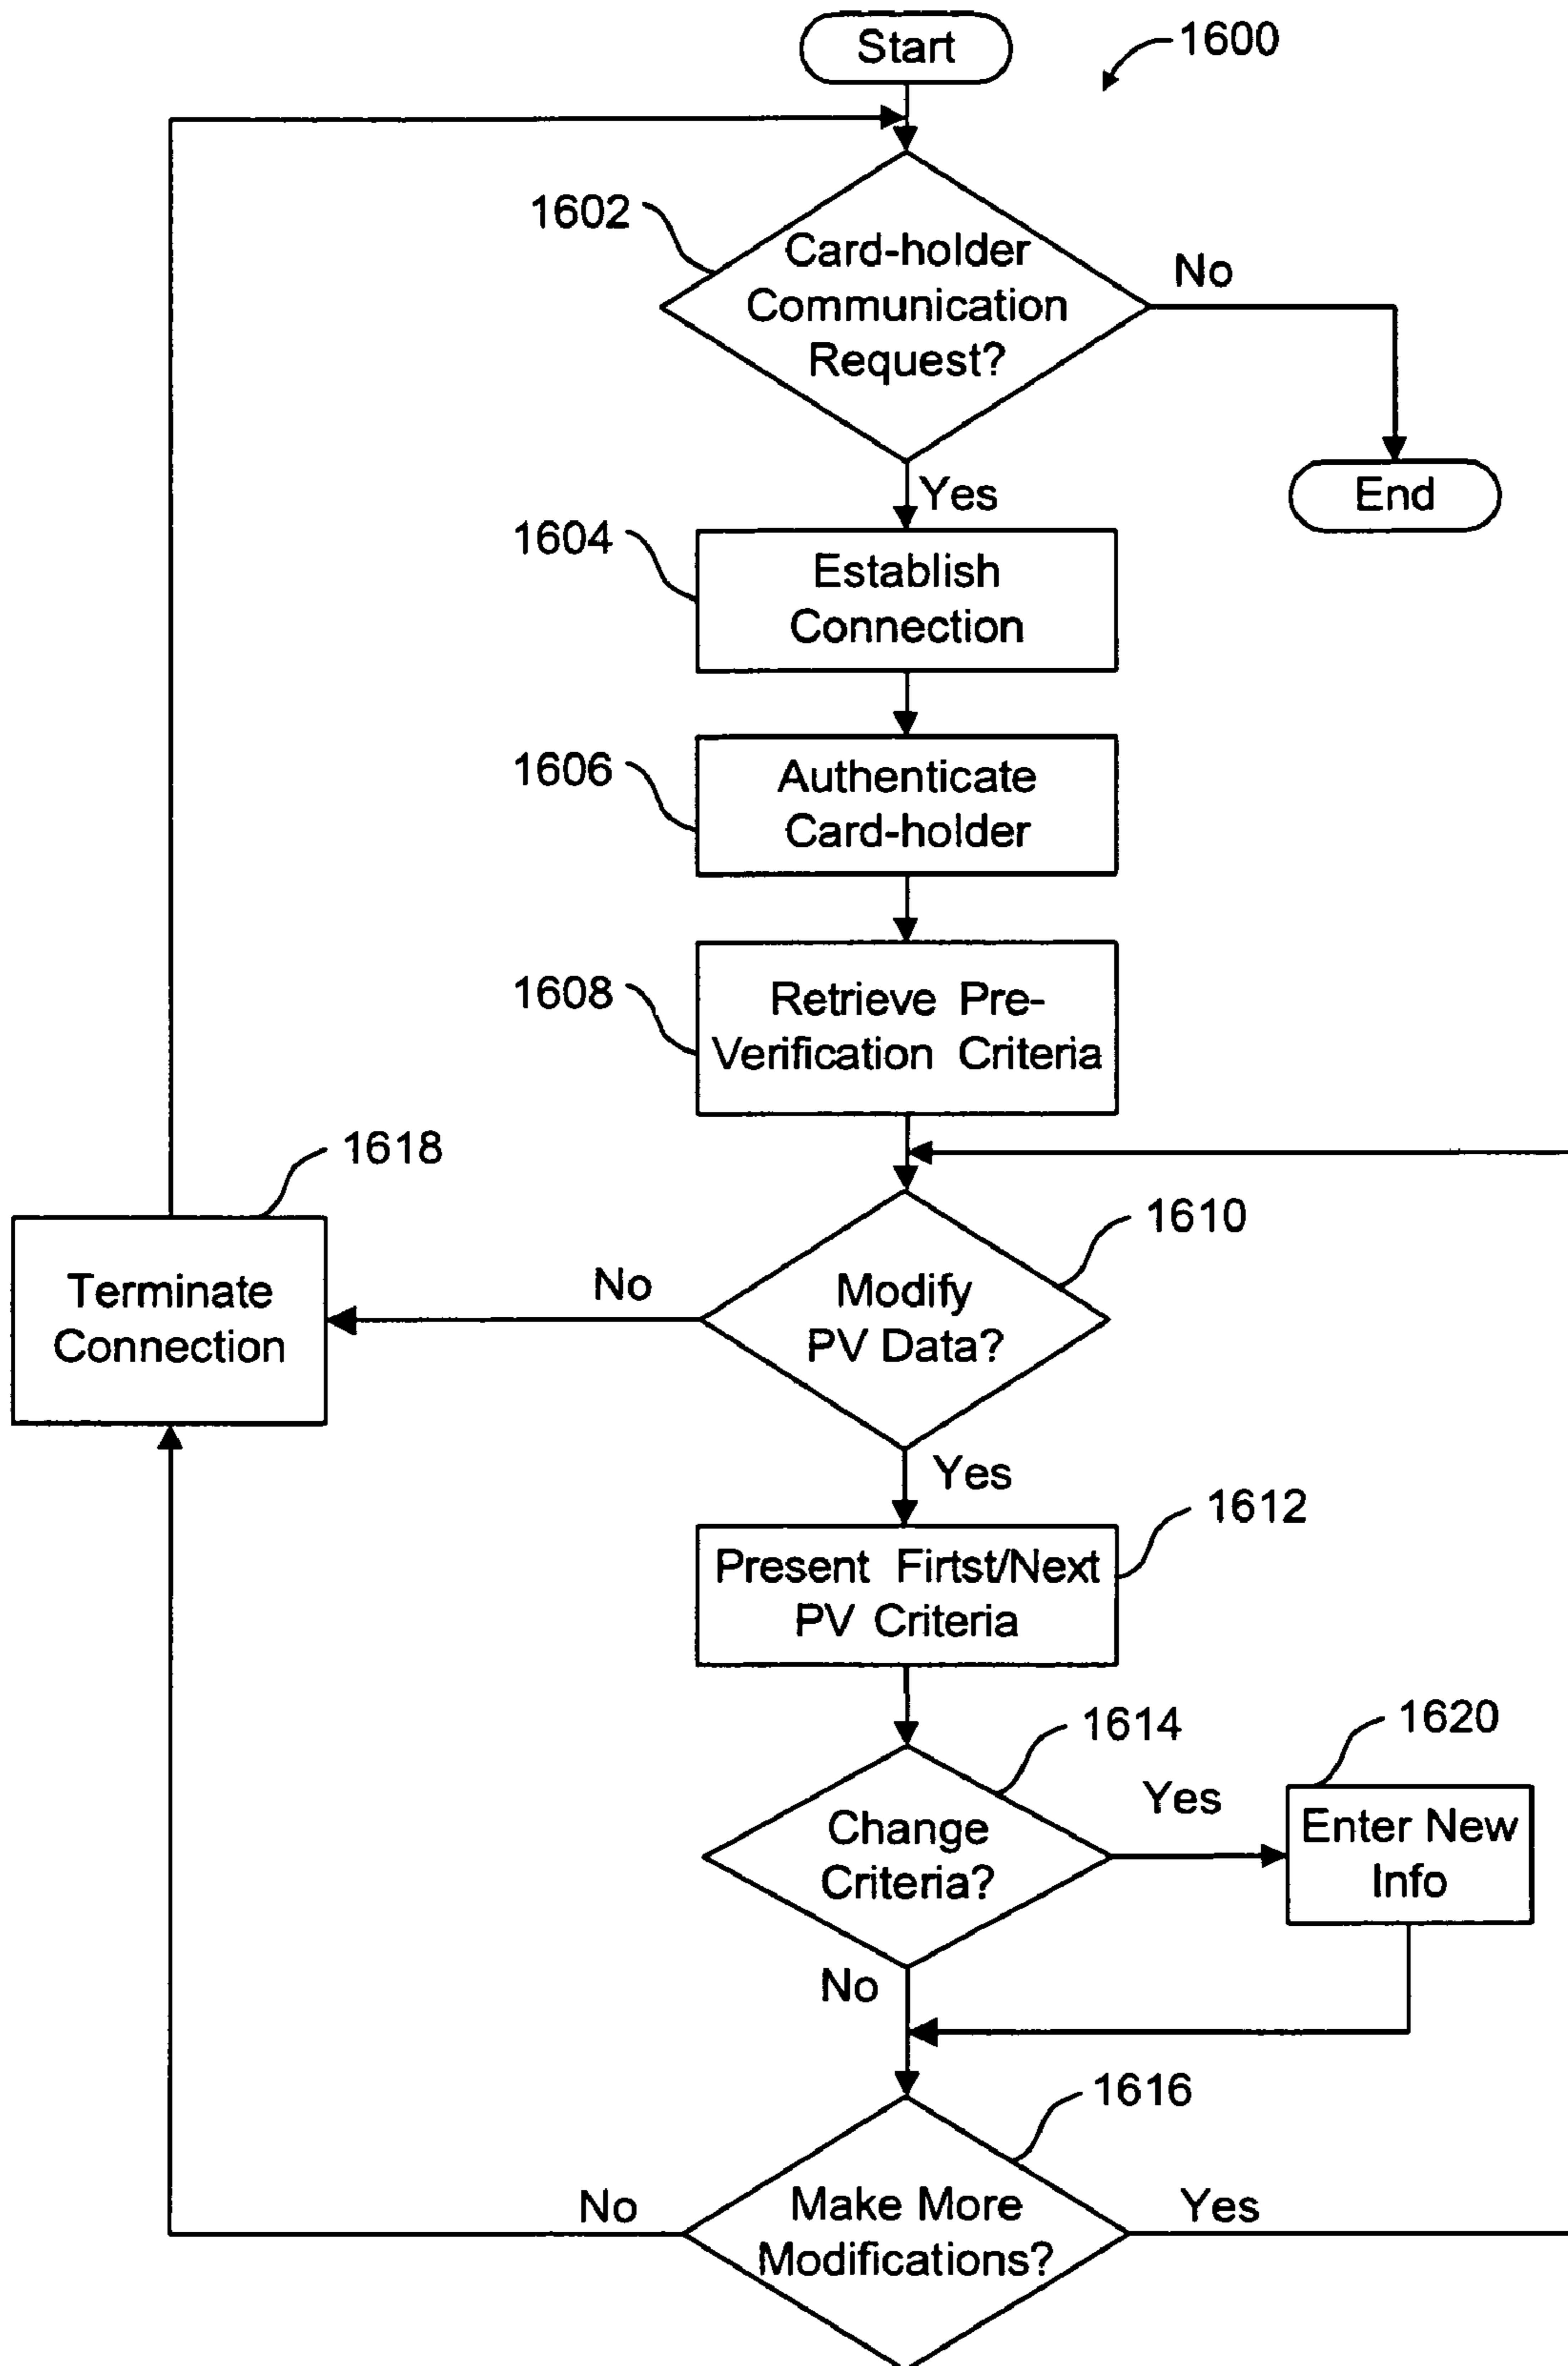 Start
1600
1602
Card-holder
Communication
Request?
No
Yes
End
1604
Establish
Connection
1606
Authenticate
Card-holder
1608
Retrieve Pre-
Verification Criteria
1618
Terminate
Connection
No
1610
Modify
PV Data?
Yes
1612
Present Firtst/Next
PV Criteria
1614
Change
Criteria?
Yes
1620
Enter New
Info
No
1616
No
Make More
Modifications?
Yes